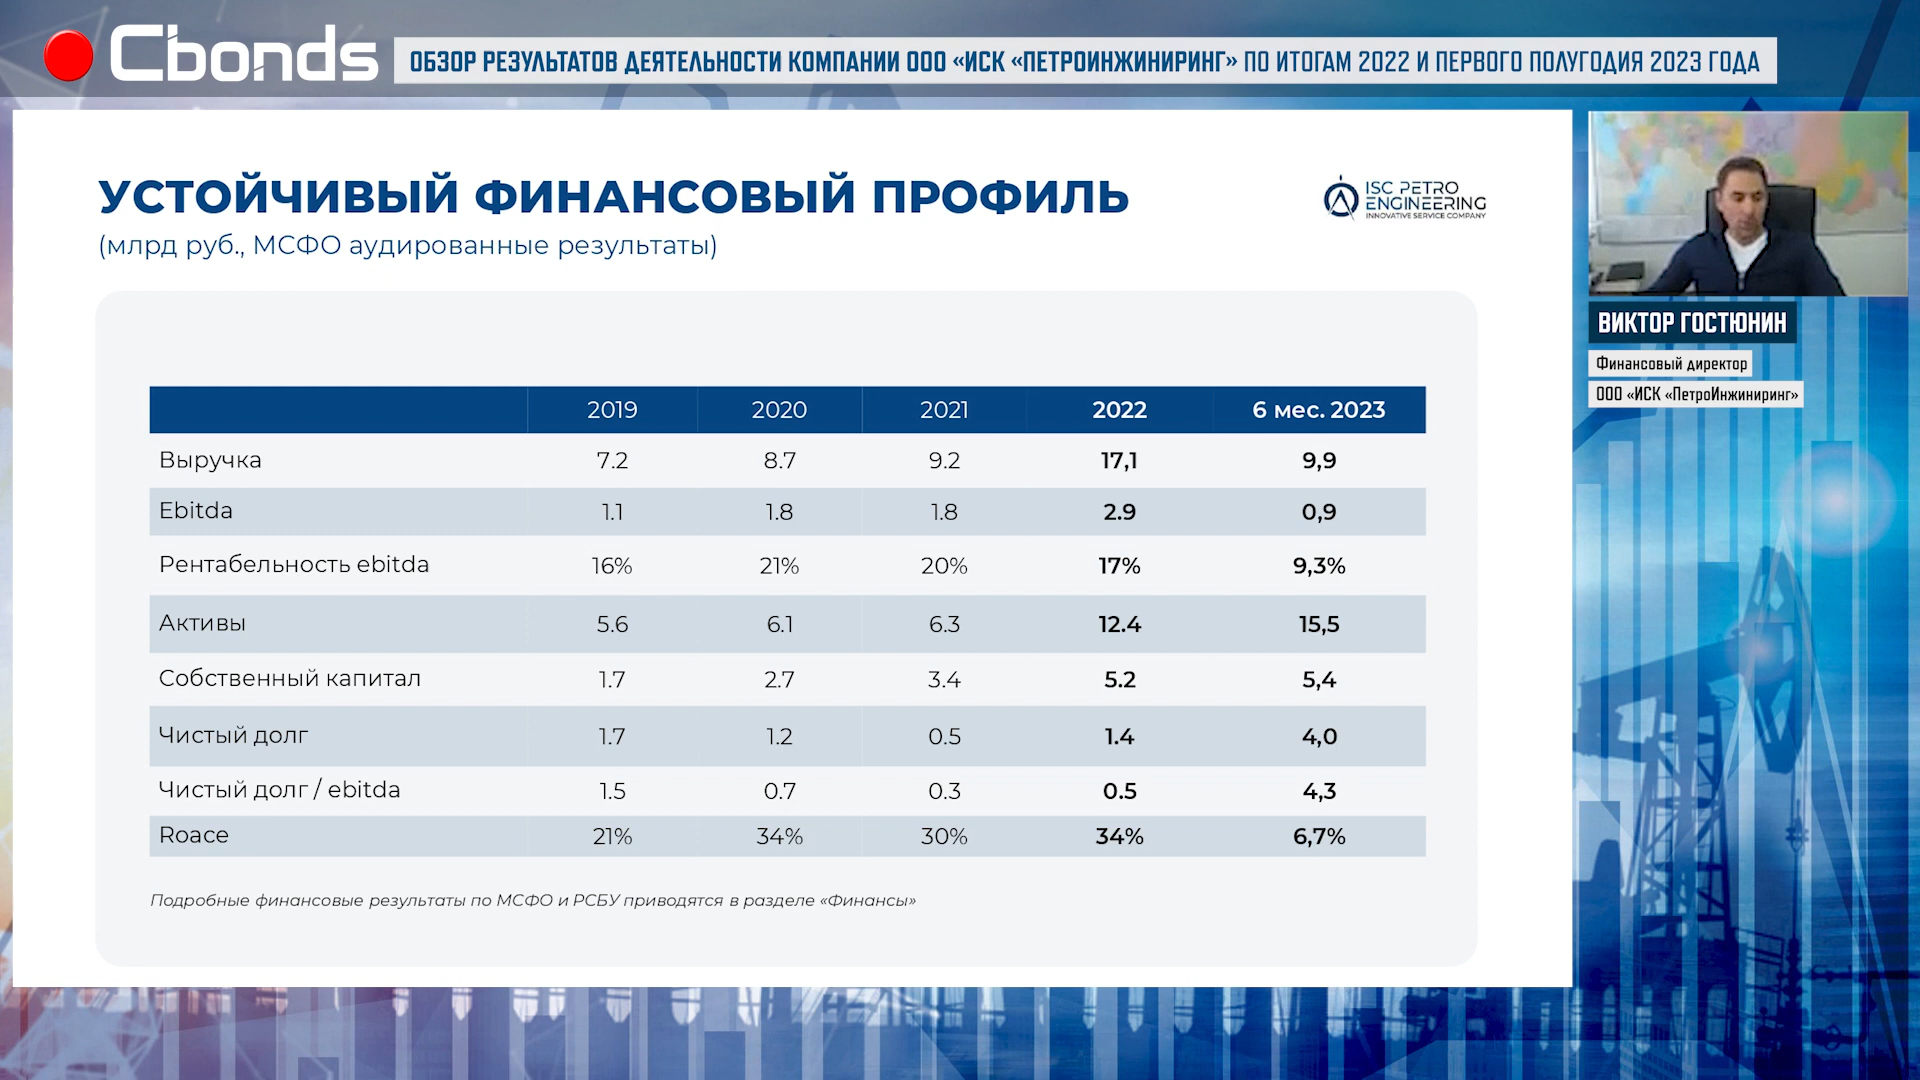 Cbonds
ОБЗОР РЕЗУЛЬТАТОВ ДЕЯТЕЛЬНОСТИ КОМПАНИИ ООО «ИСК «ПЕТРОИНЖИНИРИНГ» ПО ИТОГАМ 2022 И ПЕРВОГО ПОЛУГОДИЯ 2023 ГОДА
УСТОЙЧИВЫЙ ФИНАНСОВЫЙ ПРОФИЛЬ
(млрд руб., МСФО аудированные результаты)
ISC PETRO
ENGINEERING
INNOVATIVE SERVICE COMPANY
2019 2020 2021 2022 6 мес. 2023
Выручка 7.2 8.7 9.2 17,1 9,9
Ebitda 1.1 1.8 1.8 2.9 0,9
Рентабельность ebitda 16% 21% 20% 17% 9,3%
Активы 5.6 6.1 6.3 12.4 15,5
Собственный капитал 1.7 2.7 3.4 5.2 5,4
Чистый долг 1.7 1.2 0.5 1.4 4,0
Чистый долг / ebitda 1.5 0.7 0.3 0.5 4,3
Roace 21% 34% 30% 34% 6,7%
Подробные финансовые результаты по МСФО и РСБУ приводятся в разделе «Финансы»
ВИКТОР ГОСТЮНИН
Финансовый директор
ООО «ИСК «ПетроИнжиниринг»